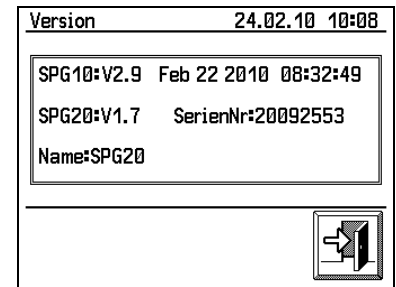 Version 24.02.10 10:08
SPG10:V2.9 Feb 22 2010 08:32:49
SPG20:V1.7 SerienNr:20092553
Name:SPG20